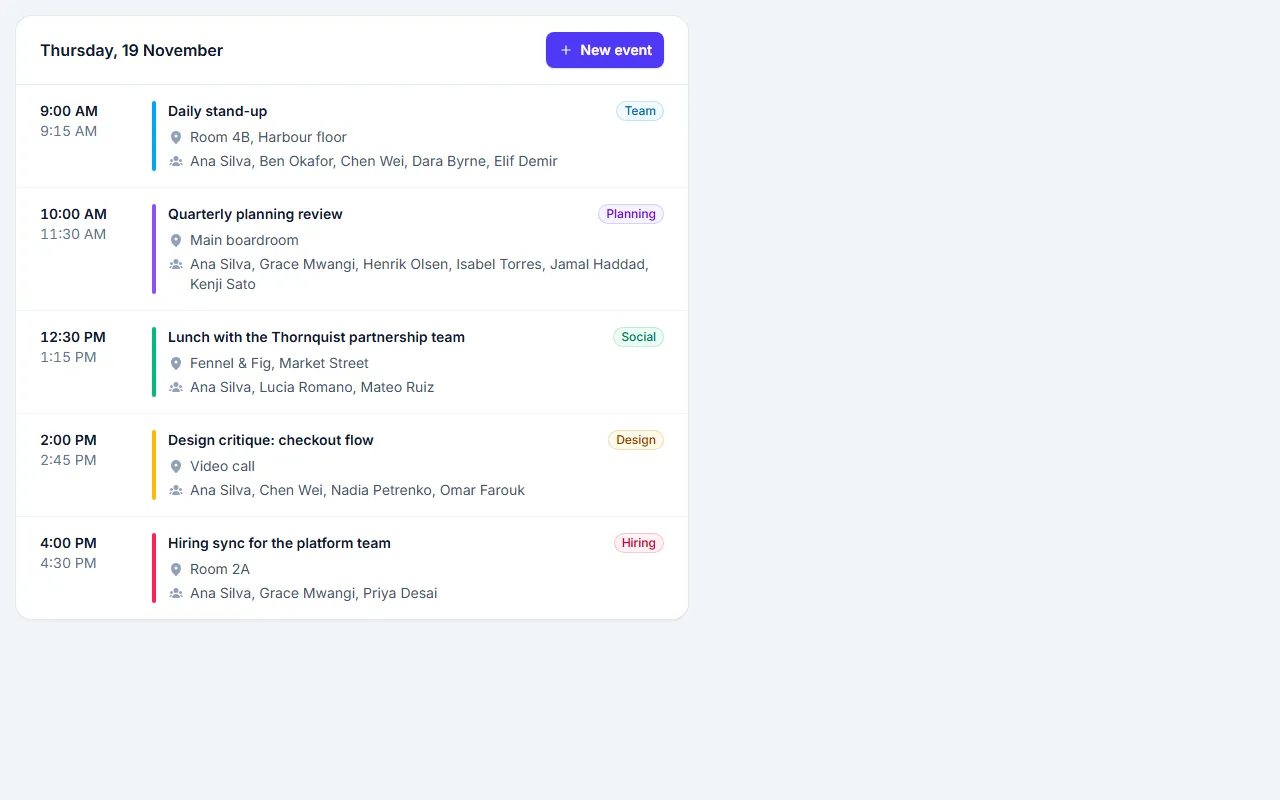 Thursday, 19 November
New event
9:00 AM
9:15 AM
Daily stand-up
Team
Room 4B, Harbour floor
Ana Silva, Ben Okafor, Chen Wei, Dara Byrne, Elif Demir
10:00 AM
11:30 AM
Quarterly planning review
Planning
Main boardroom
Ana Silva, Grace Mwangi, Henrik Olsen, Isabel Torres, Jamal Haddad,
Kenji Sato
12:30 PM
1:15 PM
Lunch with the Thornquist partnership team
Social
Fennel & Fig, Market Street
Ana Silva, Lucia Romano, Mateo Ruiz
2:00 PM
2:45 PM
Design critique: checkout flow
Design
Video call
Ana Silva, Chen Wei, Nadia Petrenko, Omar Farouk
4:00 PM
4:30 PM
Hiring sync for the platform team
Hiring
Room 2A
Ana Silva, Grace Mwangi, Priya Desai